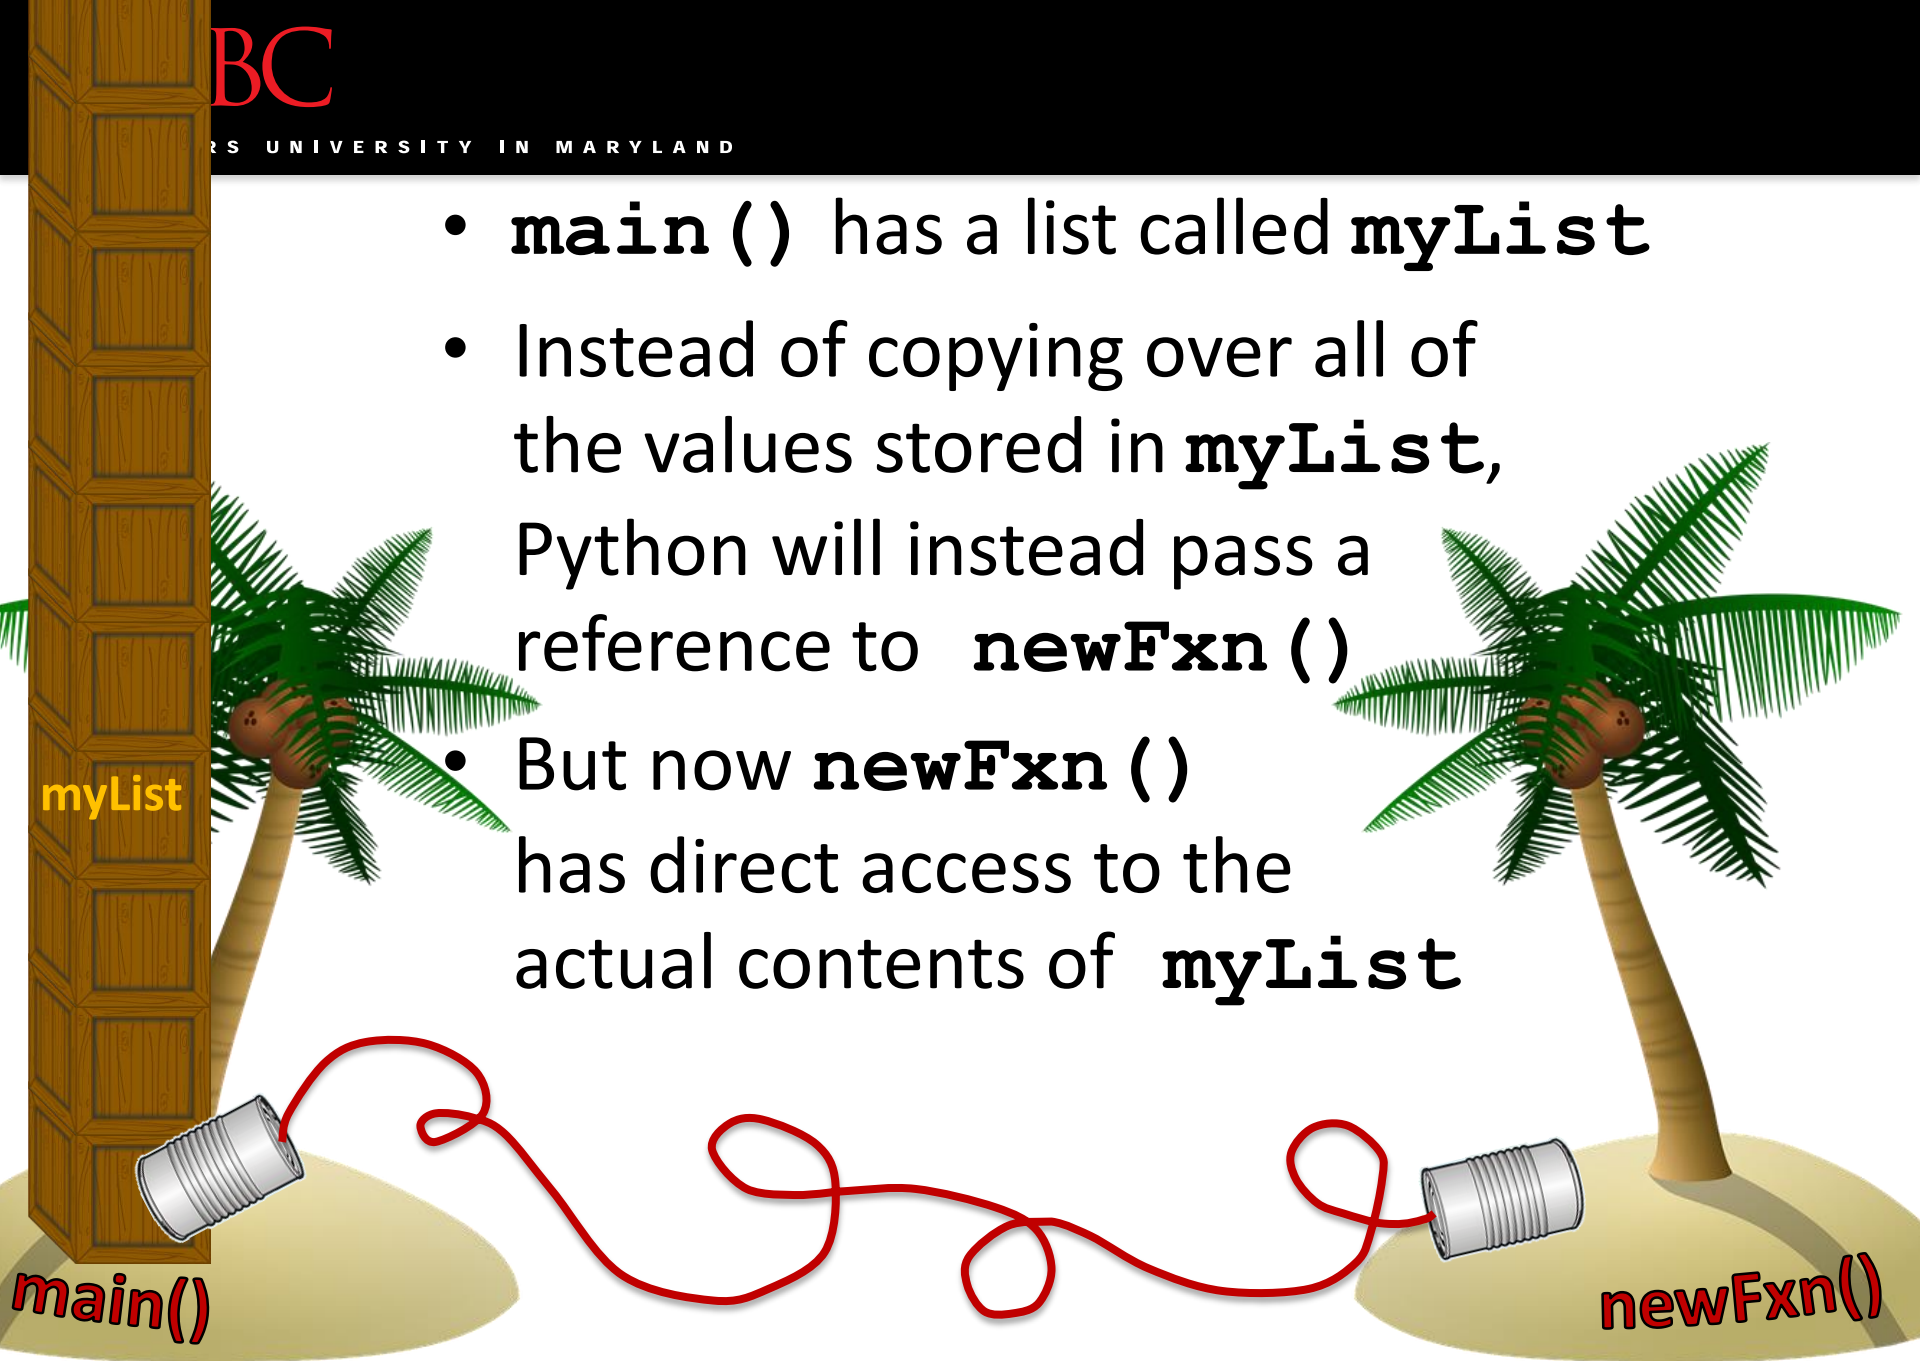 BC
RS UNIVERSITY IN MARYLAND
• main() has a list called myList
• Instead of copying over all of
the values stored in myList,
Python will instead pass a
reference to newFxn()
• But now newFxn()
has direct access to the
actual contents of myList
myList
main()
newFxn()